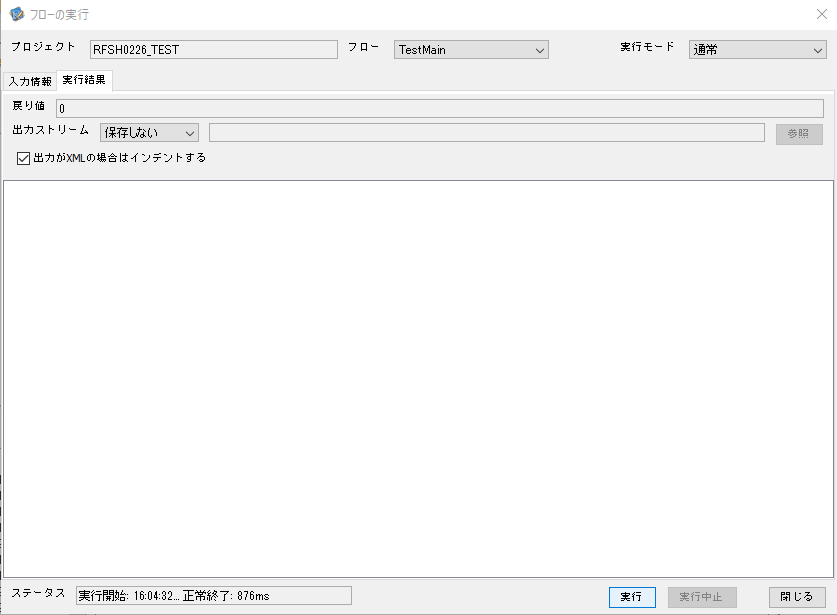 フローの実行
プロジェクト RFSH0226_TEST フロー TestMain 実行モード 通常
入力情報 実行結果
戻り値 0
出力ストリーム 保存しない 参照
出力がXMLの場合はインデントする
ステータス 実行開始: 16:04:32... 正常終了: 876ms 実行 実行中止 閉じる